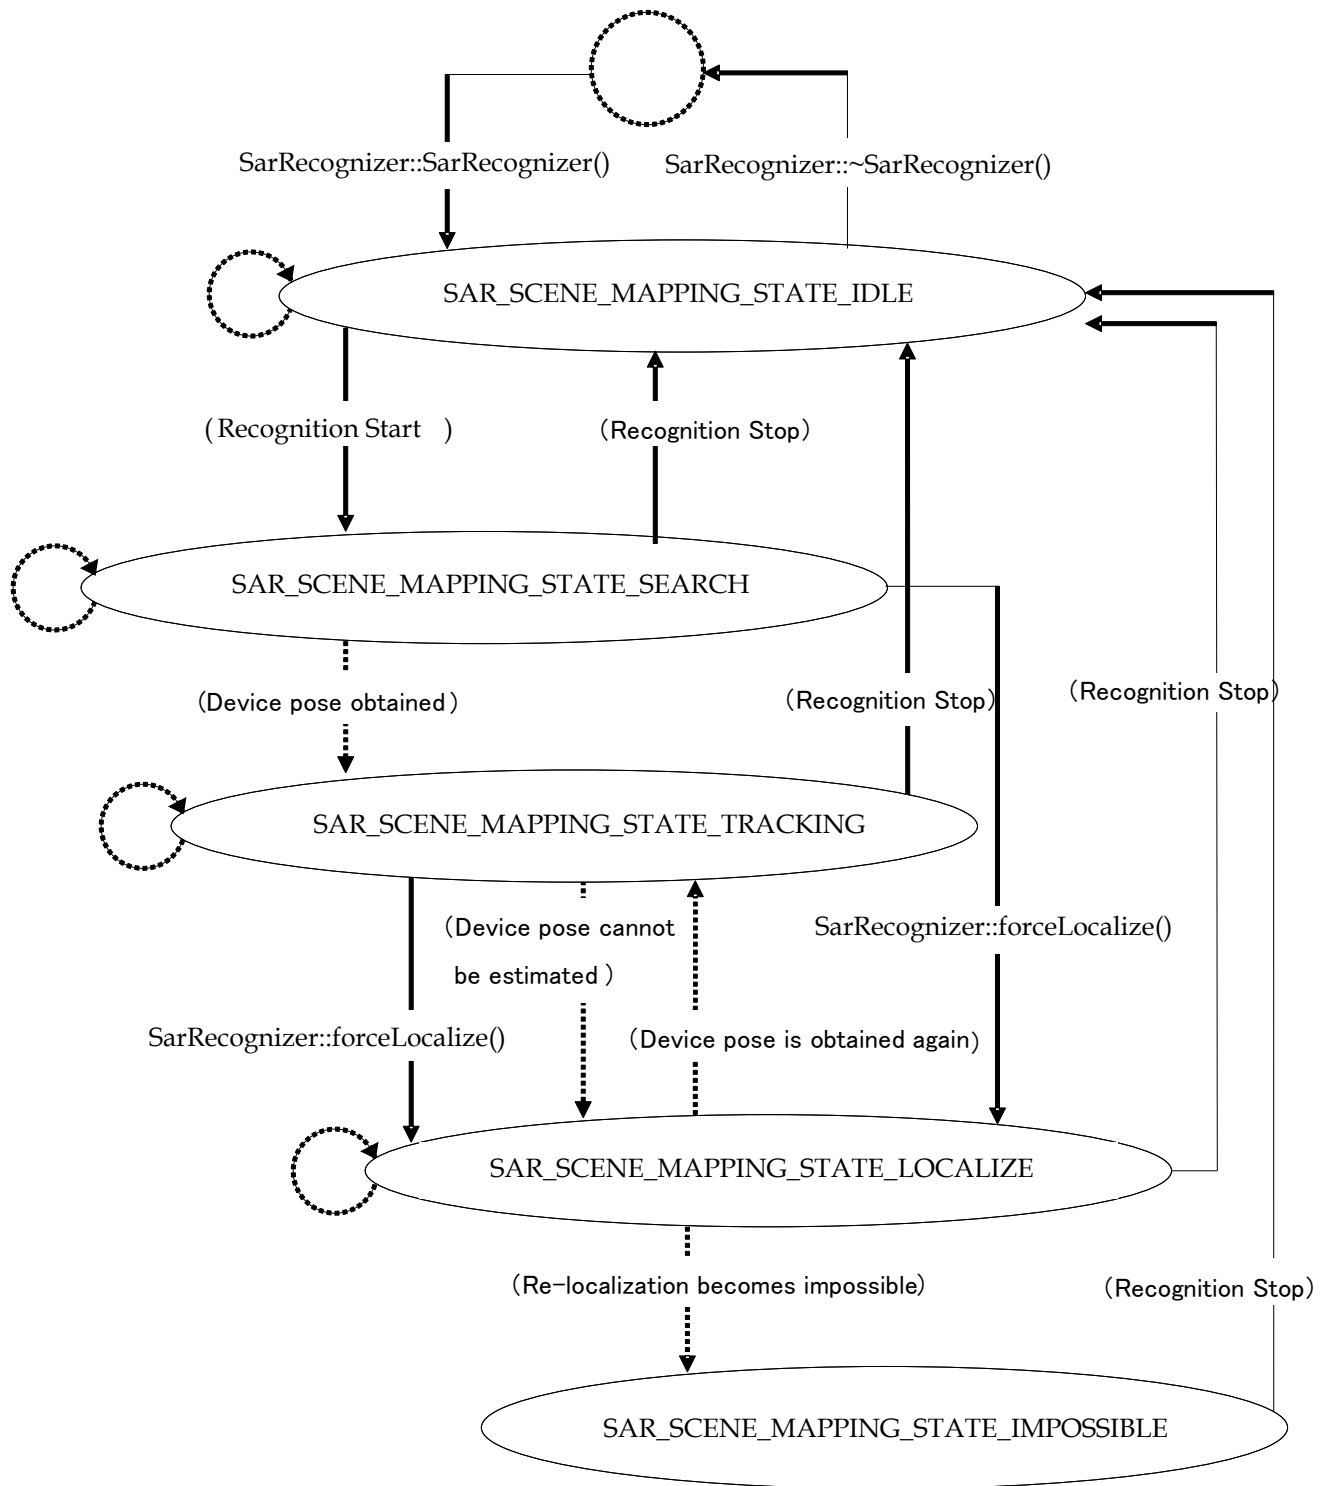 SarRecognizer::SarRecognizer()
SarRecognizer::~SarRecognizer()
SAR_SCENE_MAPPING_STATE_IDLE
( Recognition Start )
(Recognition Stop)
SAR_SCENE_MAPPING_STATE_SEARCH
(Device pose obtained)
(Recognition Stop)
(Recognition Stop)
SAR_SCENE_MAPPING_STATE_TRACKING
(Device pose cannot
be estimated)
SarRecognizer::forceLocalize()
SarRecognizer::forceLocalize()
(Device pose is obtained again)
SAR_SCENE_MAPPING_STATE_LOCALIZE
(Re-localization becomes impossible)
(Recognition Stop)
SAR_SCENE_MAPPING_STATE_IMPOSSIBLE